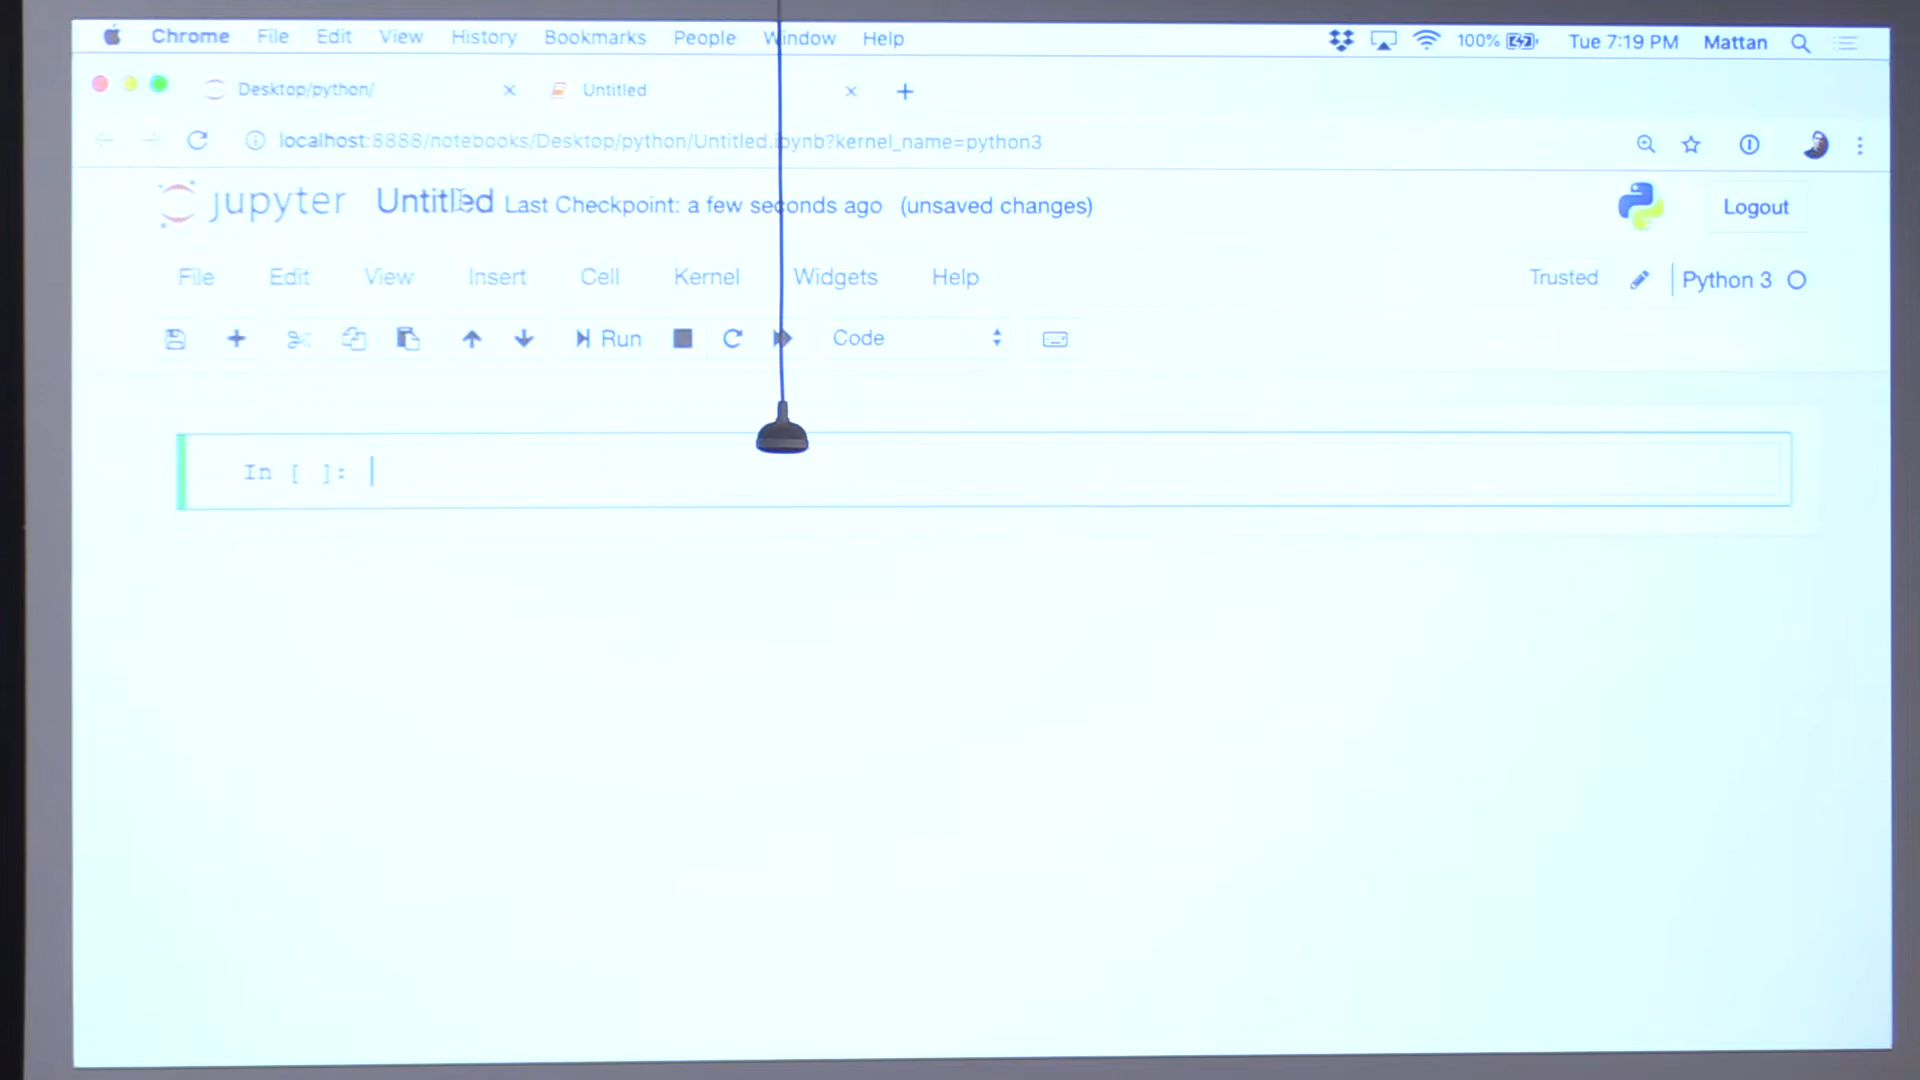 Chrome File Edit View History Bookmarks People Window Help 100% Tue 7:19 PM Mattan
Desktop/python/ Untitled
localhost:8888/notebooks/Desktop/python/Untitled.ipynb?kernel_name=python3
jupyter Untitled Last Checkpoint: a few seconds ago (unsaved changes) Logout
File Edit View Insert Cell Kernel Widgets Help Trusted Python 3
Run Code
In [ ]: